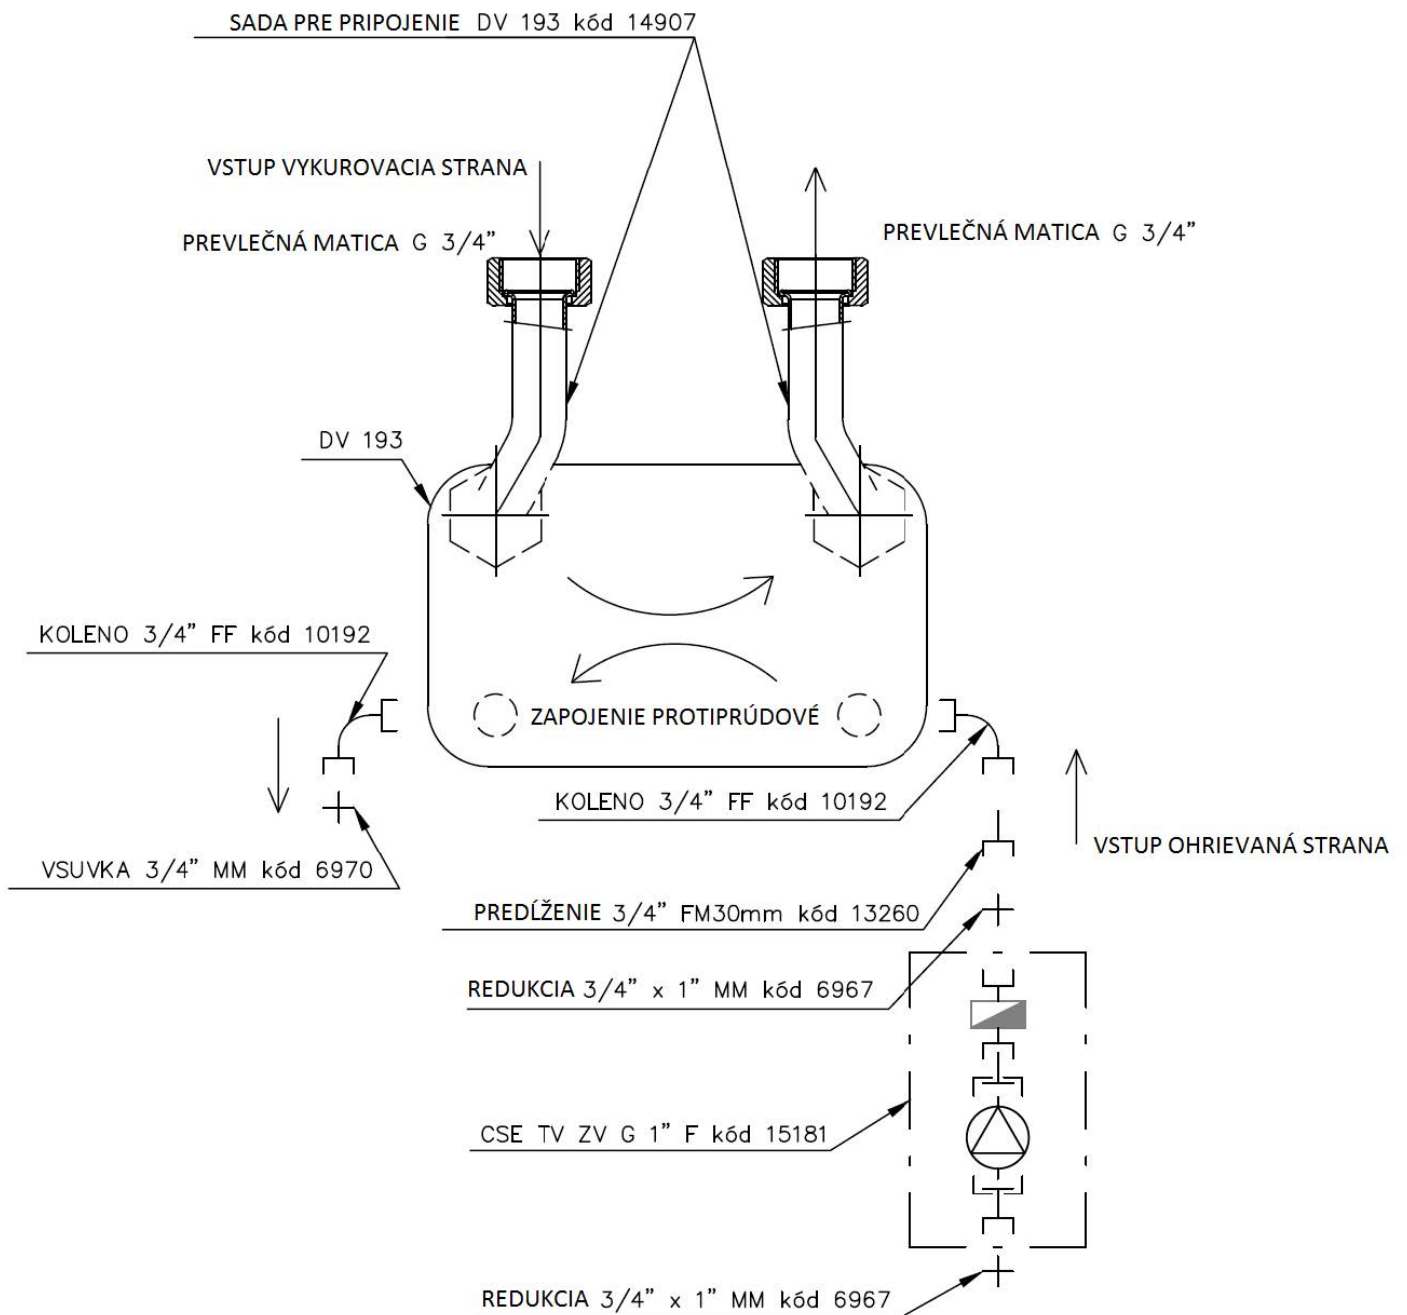 SADA PRE PRIPOJENIE DV 193 kód 14907
VSTUP VYKUROVACIA STRANA
PREVLEČNÁ MATICA G 3/4”
PREVLEČNÁ MATICA G 3/4”
DV 193
KOLENO 3/4” FF kód 10192
ZAPOJENIE PROTIPRÚDOVÉ
KOLENO 3/4” FF kód 10192
VSTUP OHRIEVANÁ STRANA
VSUVKA 3/4” MM kód 6970
PREDĹŽENIE 3/4” FM30mm kód 13260
REDUKCIA 3/4” x 1” MM kód 6967
CSE TV ZV G 1” F kód 15181
REDUKCIA 3/4” x 1” MM kód 6967